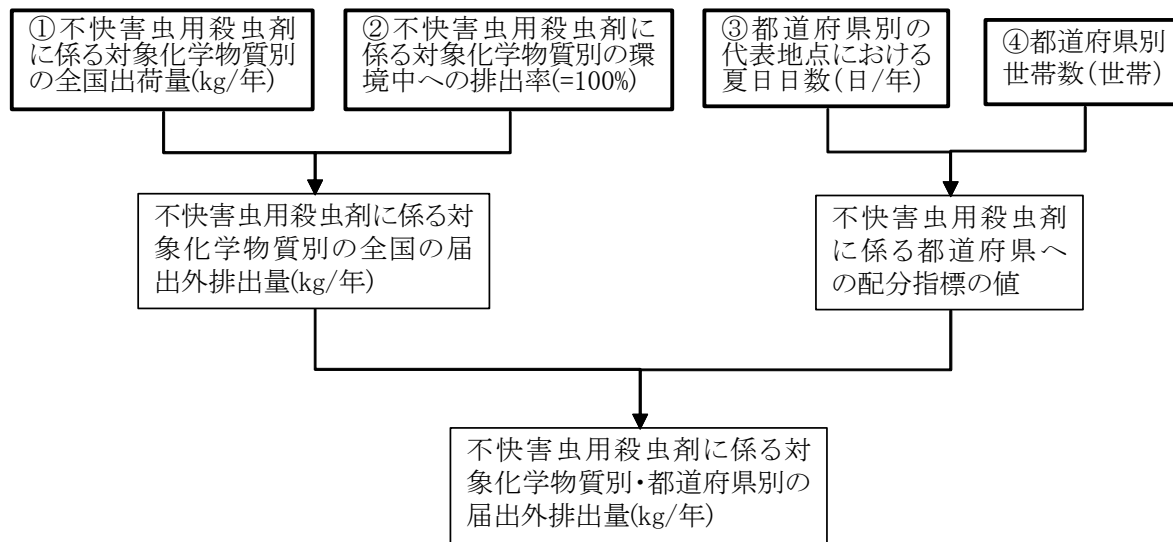 ①不快害虫用殺虫剤
に係る対象化学物質別
の全国出荷量(kg/年)
②不快害虫用殺虫剤に
係る対象化学物質別の環
境中への排出率(=100%)
③都道府県別の
代表地点における
夏日日数(日/年)
④都道府県別
世帯数(世帯)
不快害虫用殺虫剤に係る対
象化学物質別の全国の届
出外排出量(kg/年)
不快害虫用殺虫剤
に係る都道府県へ
の配分指標の値
不快害虫用殺虫剤に係る対
象化学物質別・都道府県別の
届出外排出量(kg/年)